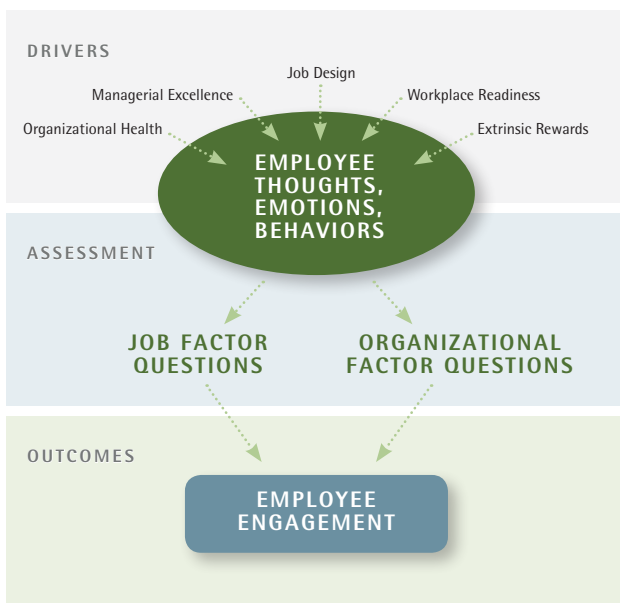 DRIVERS
Job Design
Managerial Excellence
Workplace Readiness
Organizational Health
Extrinsic Rewards
EMPLOYEE
THOUGHTS,
EMOTIONS,
BEHAVIORS
ASSESSMENT
JOB FACTOR
QUESTIONS
ORGANIZATIONAL
FACTOR QUESTIONS
OUTCOMES
EMPLOYEE
ENGAGEMENT